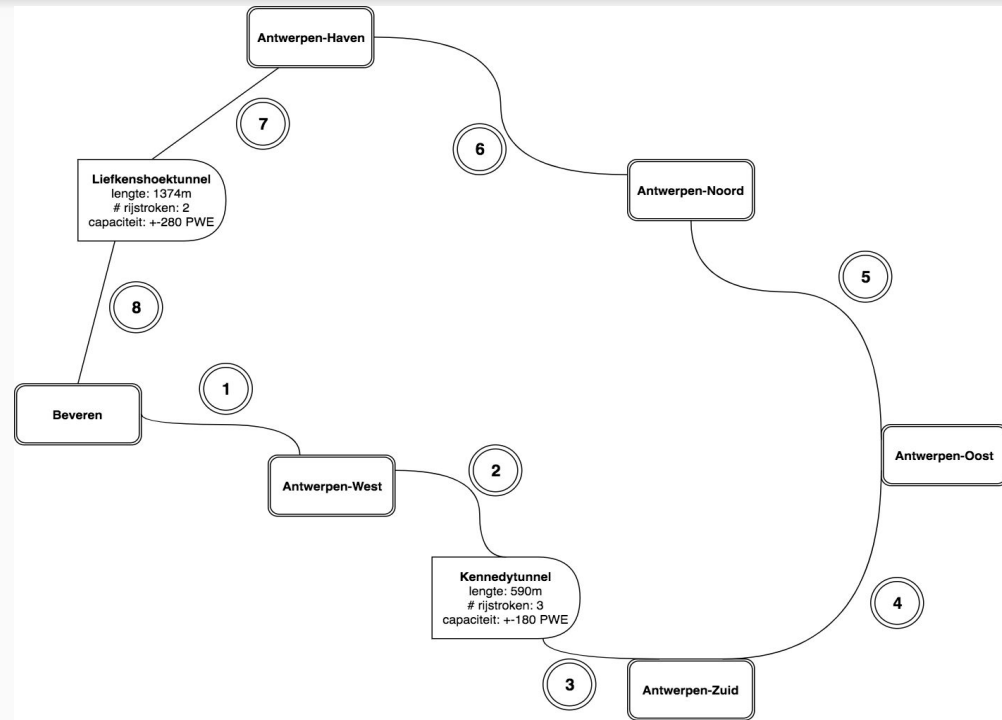 Antwerpen-Haven
7
6
Liefkenshoektunnel
lengte: 1374m
# rijstroken: 2
capaciteit: +-280 PWE
Antwerpen-Noord
8
5
1
Beveren
Antwerpen-West
2
Antwerpen-Oost
Kennedytunnel
lengte: 590m
# rijstroken: 3
capaciteit: +-180 PWE
4
3
Antwerpen-Zuid